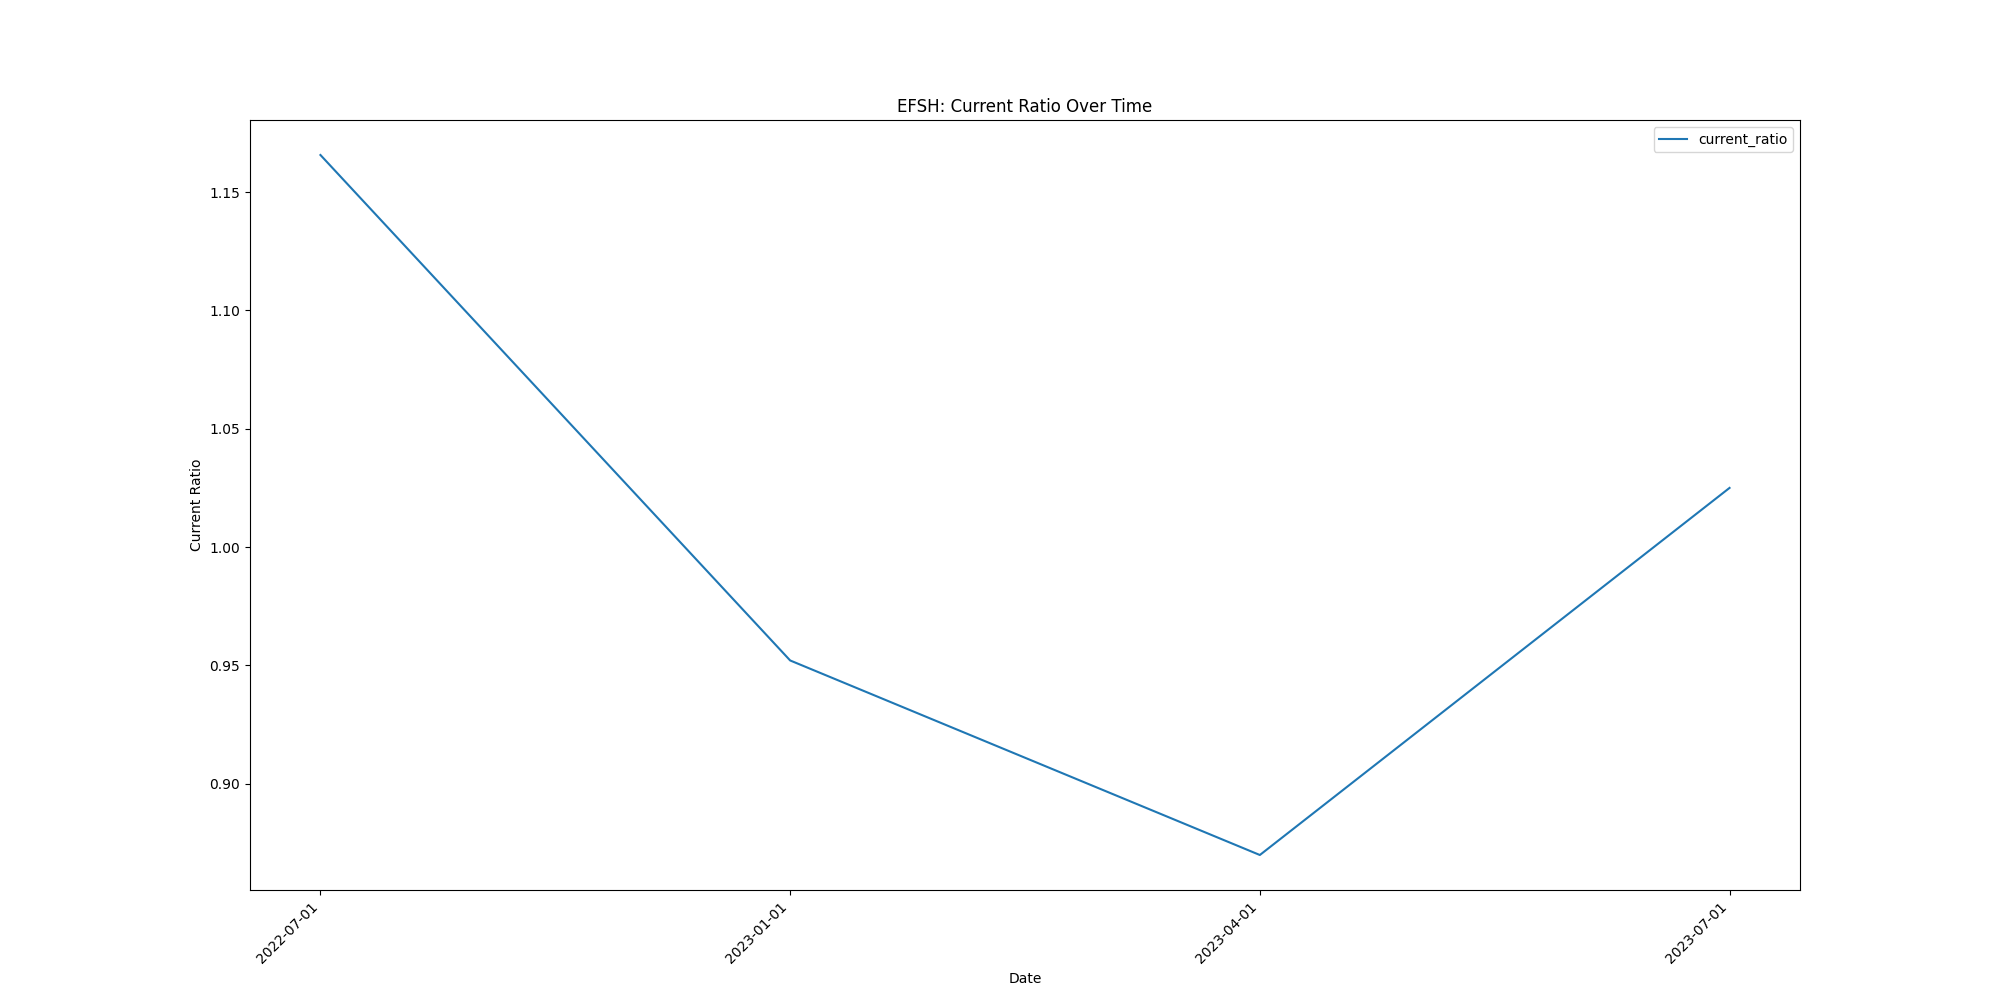 EFSH: Current Ratio Over Time
current_ratio
1.15
1.10
1.05
1.00
0.95
0.90
Current Ratio
2022-07-01
2023-01-01
2023-04-01
2023-07-01
Date